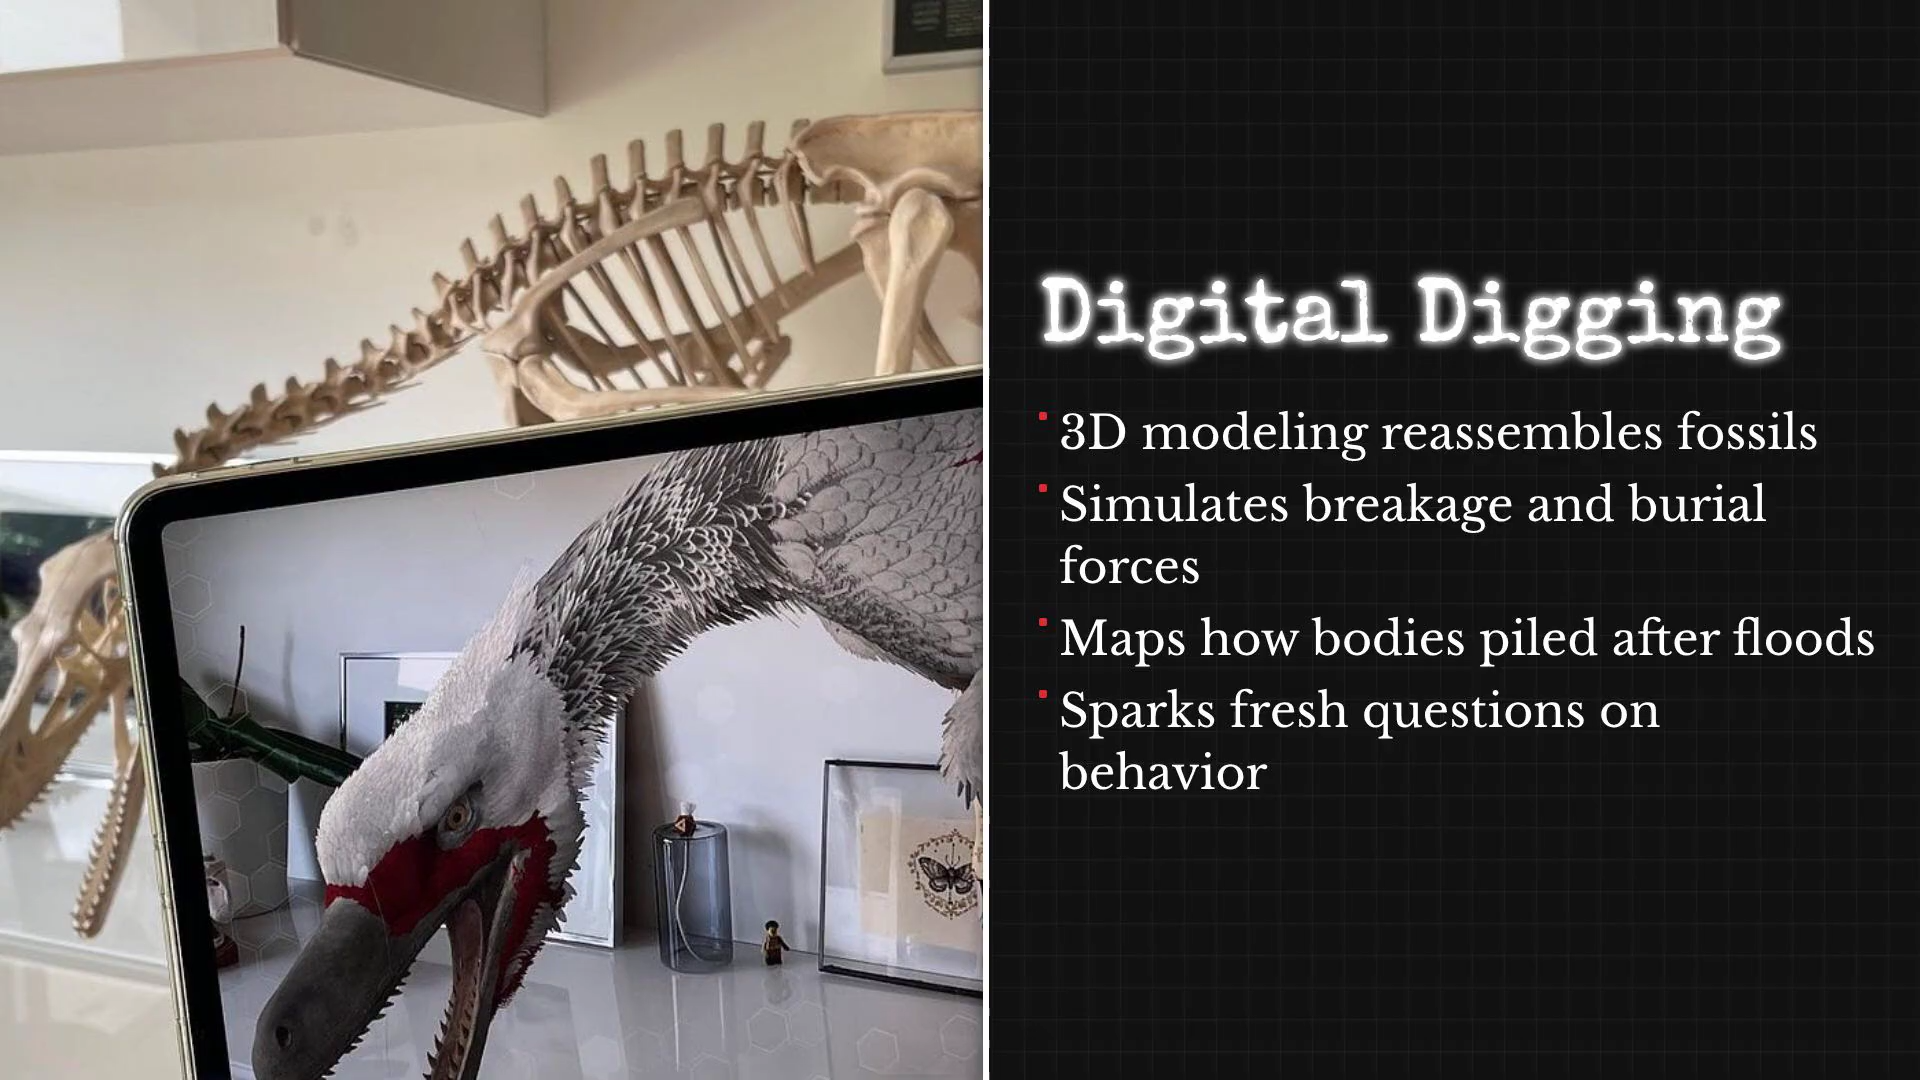 Digital Digging
3D modeling reassembles fossils
Simulates breakage and burial
forces
Maps how bodies piled after floods
Sparks fresh questions on
behavior